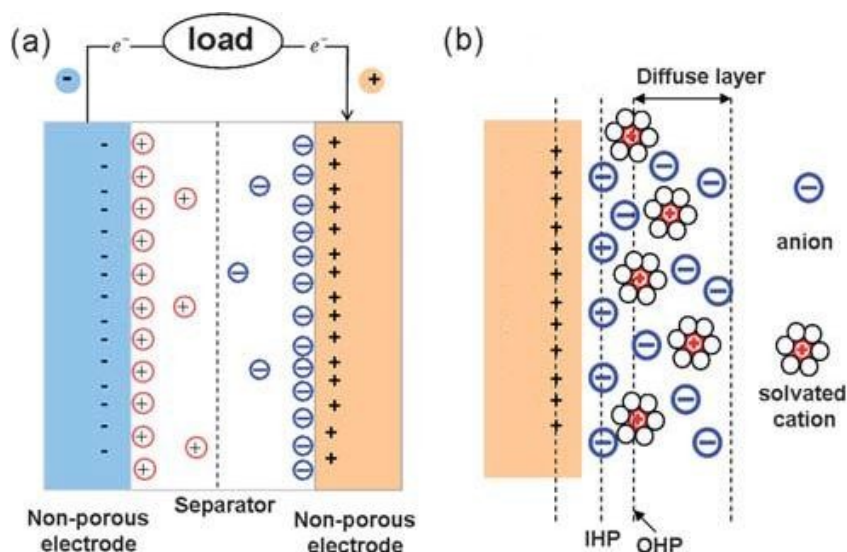 (a)
load
e⁻
e⁻
-
+
Separator
Non-porous
electrode
Non-porous
electrode
(b)
Diffuse layer
anion
solvated
cation
IHP
OHP